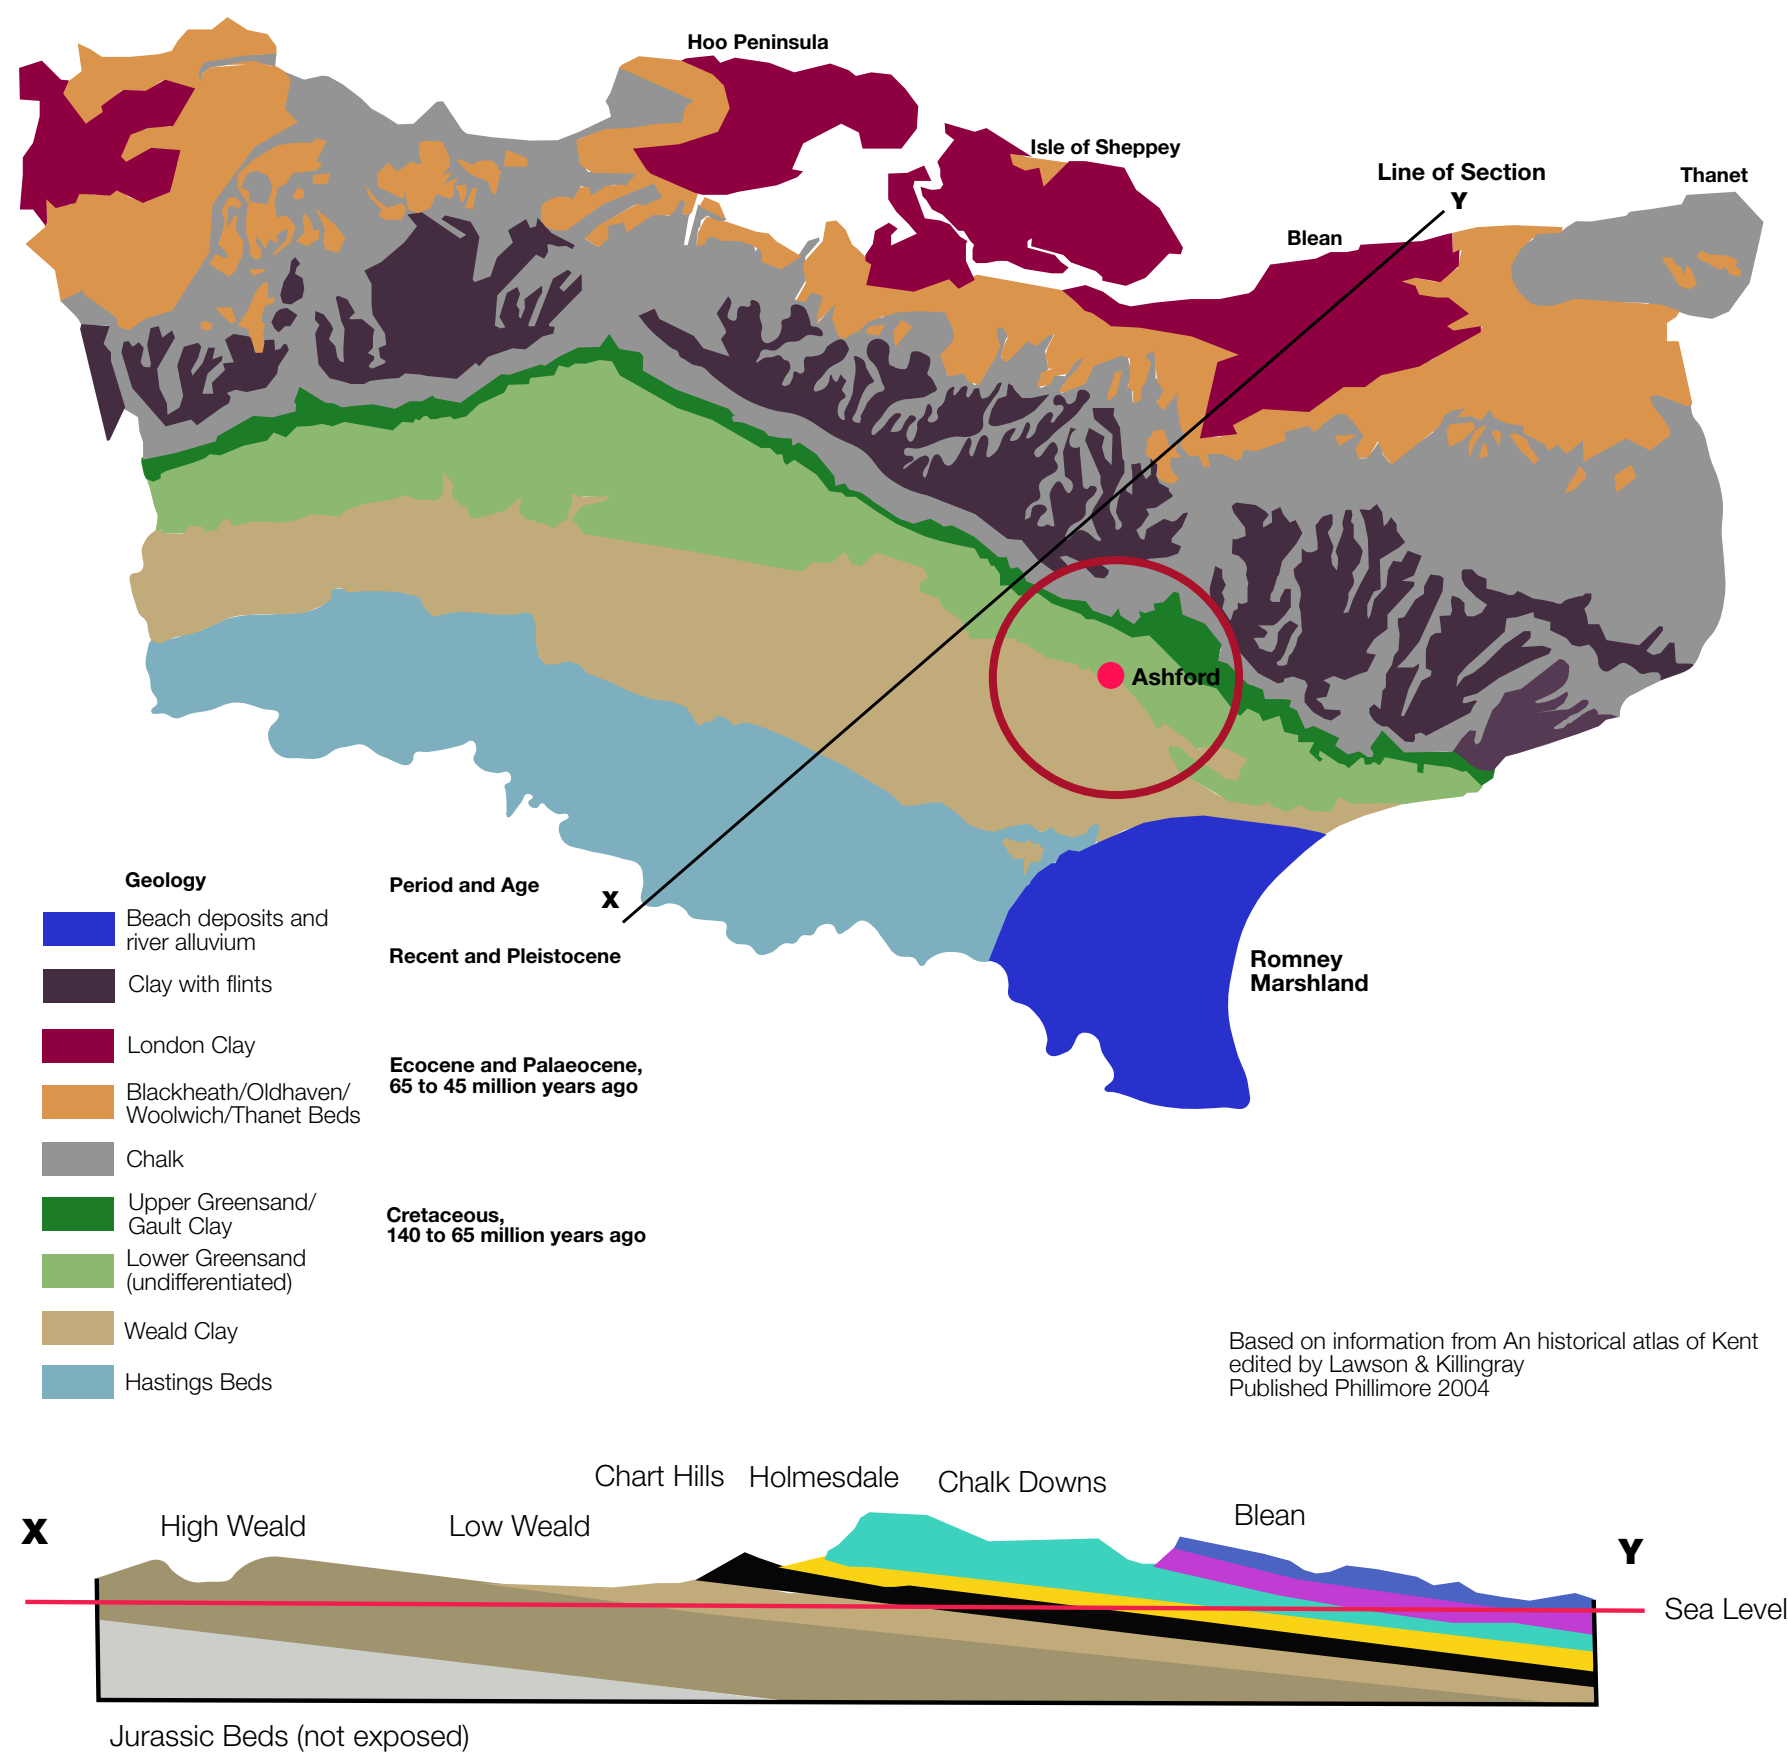 Hoo Peninsula
Isle of Sheppey
Line of Section
Y
Thanet
Blean
Ashford
X
Romney
Marshland
Geology
Period and Age
Beach deposits and
river alluvium
Recent and Pleistocene
Clay with flints
London Clay
Ecocene and Palaeocene,
65 to 45 million years ago
Blackheath/Oldhaven/
Woolwich/Thanet Beds
Chalk
Upper Greensand/
Gault Clay
Cretaceous,
140 to 65 million years ago
Lower Greensand
(undifferentiated)
Weald Clay
Hastings Beds
Based on information from An historical atlas of Kent
edited by Lawson & Killingray
Published Phillimore 2004
Chart Hills
Holmesdale
Chalk Downs
X
High Weald
Low Weald
Blean
Y
Sea Level
Jurassic Beds (not exposed)